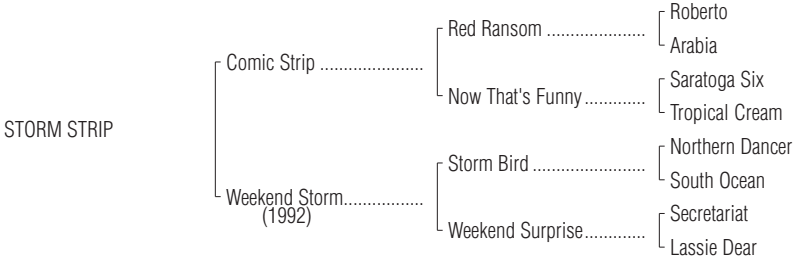 Roberto
Red Ransom ......................
Arabia
Comic Strip .......................
Saratoga Six
Now That's Funny .............
Tropical Cream
STORM STRIP
Northern Dancer
Storm Bird .........................
South Ocean
Weekend Storm .................
(1992)
Secretariat
Weekend Surprise .............
Lassie Dear